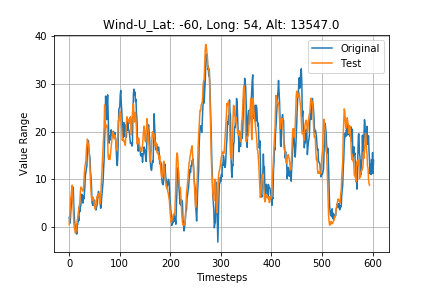 Wind-U_Lat: -60, Long: 54, Alt: 13547.0
40
30
20
10
0
Value Range
Original
Test
0 100 200 300 400 500 600
Timesteps